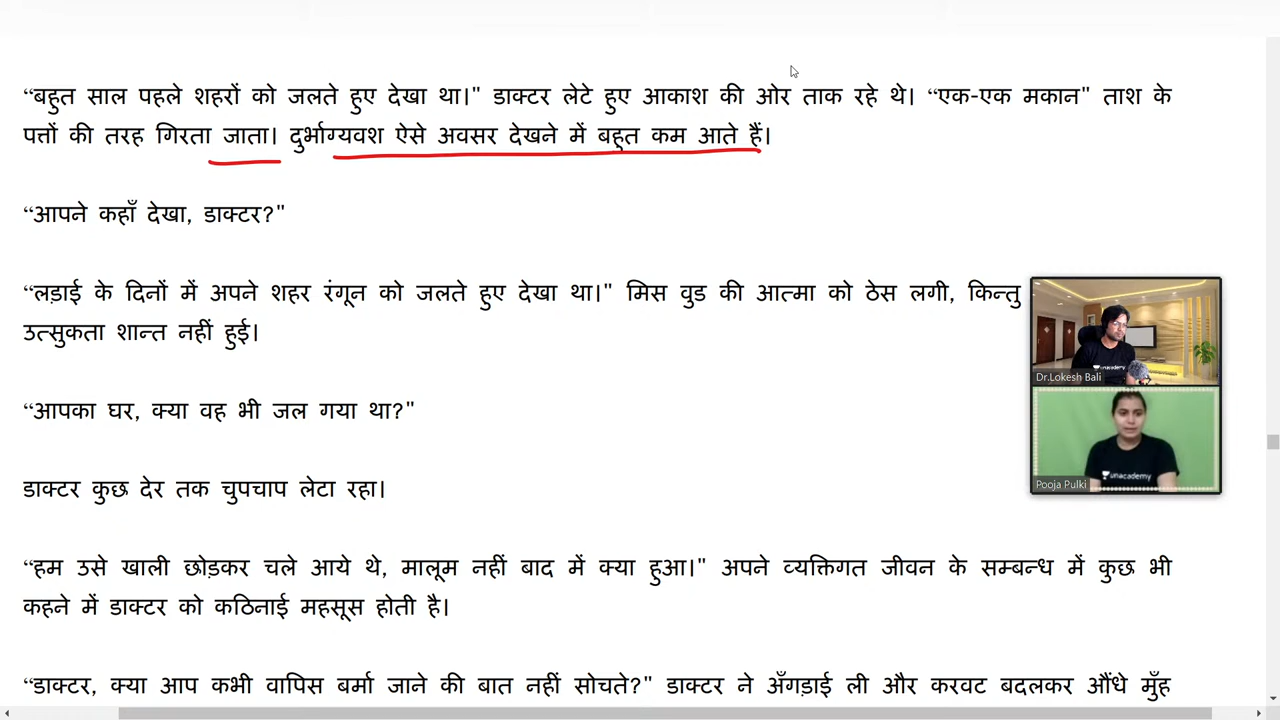 “बहुत साल पहले शहरों को जलते हुए देखा था।" डाक्टर लेटे हुए आकाश की ओर ताक रहे थे। “एक-एक मकान" ताश के
पत्तों की तरह गिरता जाता। दुर्भाग्यवश ऐसे अवसर देखने में बहुत कम आते हैं।
“आपने कहाँ देखा, डाक्टर?"
“लड़ाई के दिनों में अपने शहर रंगून को जलते हुए देखा था।" मिस वुड की आत्मा को ठेस लगी, किन्तु
उत्सुकता शान्त नहीं हुई।
“आपका घर, क्या वह भी जल गया था?"
डाक्टर कुछ देर तक चुपचाप लेटा रहा।
“हम उसे खाली छोड़कर चले आये थे, मालूम नहीं बाद में क्या हुआ।" अपने व्यक्तिगत जीवन के सम्बन्ध में कुछ भी
कहने में डाक्टर को कठिनाई महसूस होती है।
“डाक्टर, क्या आप कभी वापिस बर्मा जाने की बात नहीं सोचते?" डाक्टर ने अँगड़ाई ली और करवट बदलकर औंधे मुँह
unacademy
Dr.Lokesh Bali
unacademy
Pooja Pulki